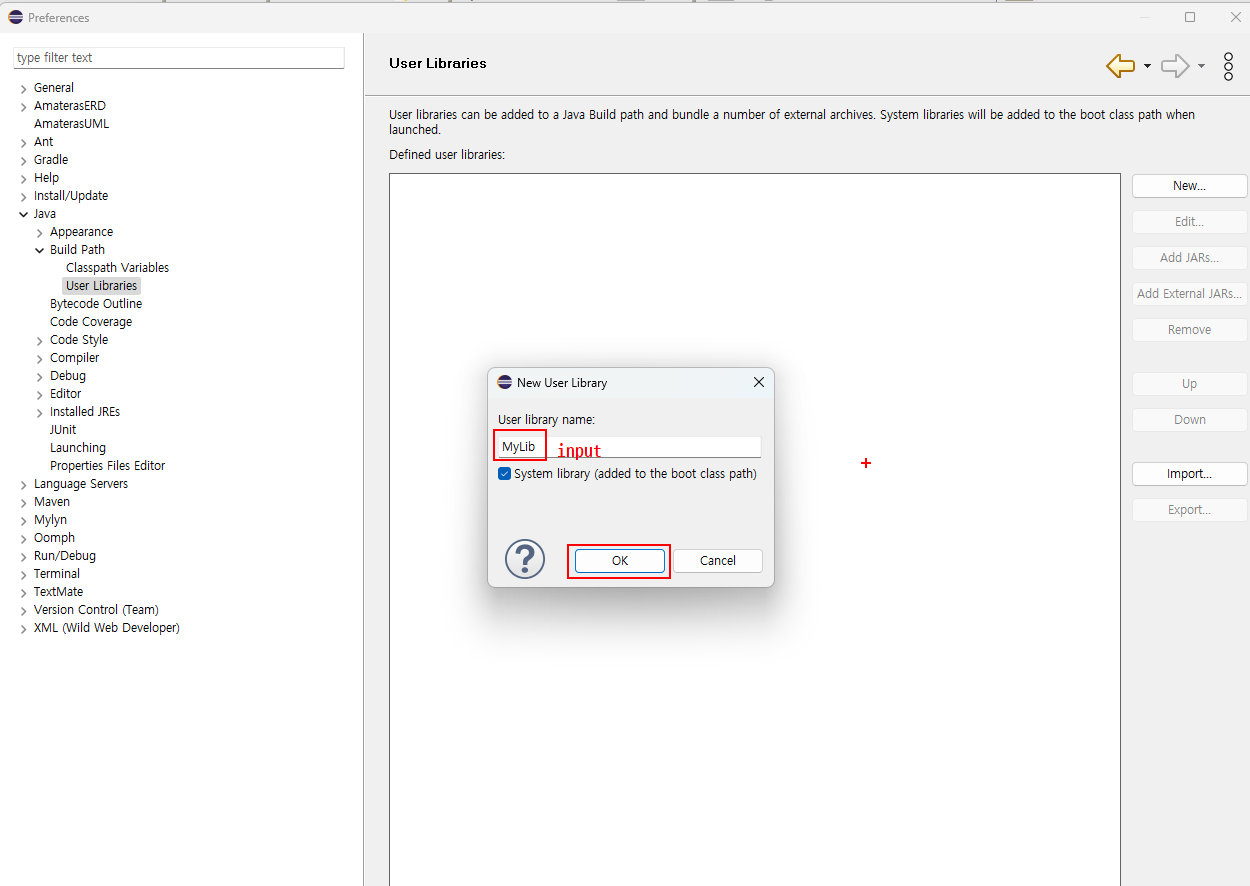 Preferences
type filter text
General
AmaterasERD
AmaterasUML
Ant
Gradle
Help
Install/Update
Java
Appearance
Build Path
Classpath Variables
User Libraries
Bytecode Outline
Code Coverage
Code Style
Compiler
Debug
Editor
Installed JREs
JUnit
Launching
Properties Files Editor
Language Servers
Maven
Mylyn
Oomph
Run/Debug
Terminal
TextMate
Version Control (Team)
XML (Wild Web Developer)
User Libraries
User libraries can be added to a Java Build path and bundle a number of external archives. System libraries will be added to the boot class path when
launched.
Defined user libraries:
New...
Edit...
Add JARs...
Add External JARs...
Remove
Up
Down
Import...
Export...
New User Library
User library name:
MyLib input
System library (added to the boot class path)
OK
Cancel